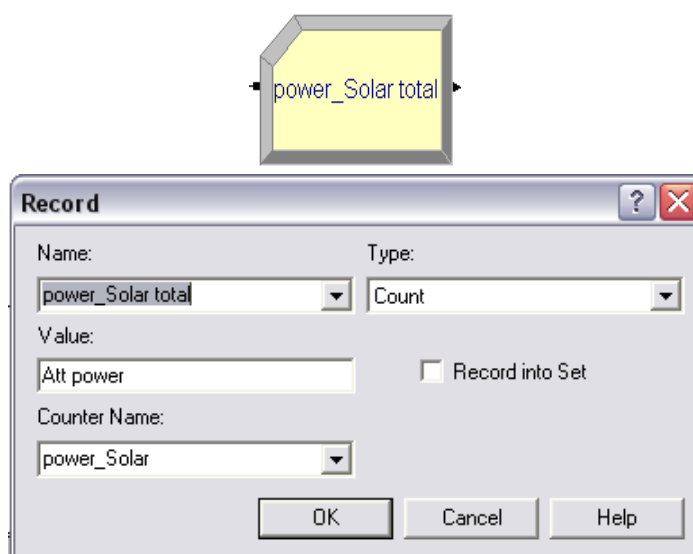 power_Solar total
Record
Name:
Type:
power_Solar total
Count
Value:
Att power
Record into Set
Counter Name:
power_Solar
OK
Cancel
Help